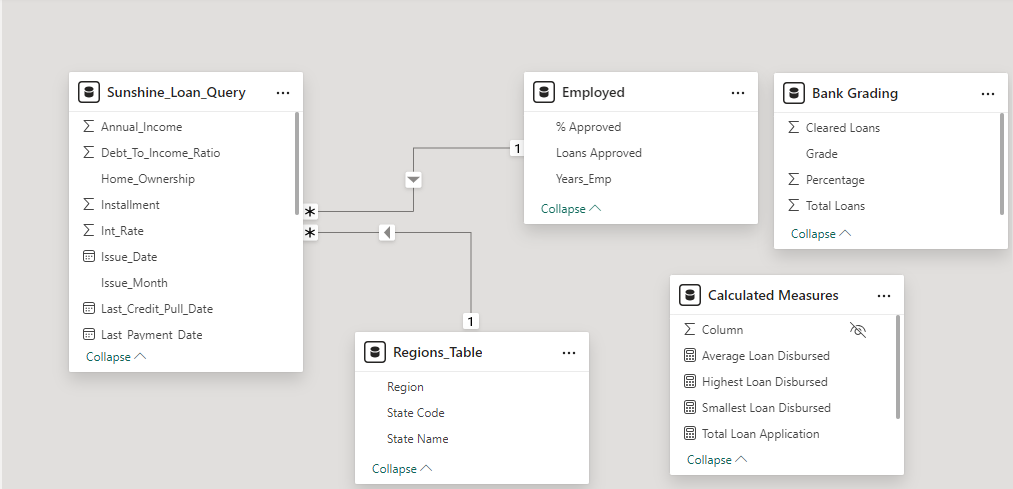 Sunshine_Loan_Query
Annual_Income
Debt_To_Income_Ratio
Home_Ownership
Installment
Int_Rate
Issue_Date
Issue_Month
Last_Credit_Pull_Date
Last_Payment_Date
Collapse
*
*
1
1
Employed
% Approved
Loans Approved
Years_Emp
Collapse
Bank Grading
Cleared Loans
Grade
Percentage
Total Loans
Collapse
Regions_Table
Region
State Code
State Name
Collapse
Calculated Measures
Column
Average Loan Disbursed
Highest Loan Disbursed
Smallest Loan Disbursed
Total Loan Application
Collapse